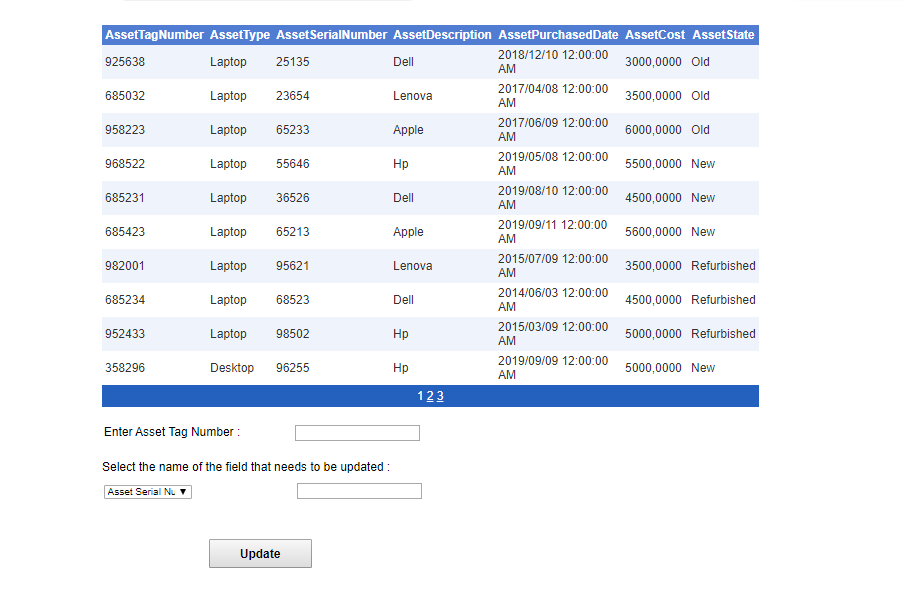 AssetTagNumber AssetType AssetSerialNumber AssetDescription AssetPurchasedDate AssetCost AssetState
925638 Laptop 25135 Dell 2018/12/10 12:00:00 AM 3000,0000 Old
685032 Laptop 23654 Lenova 2017/04/08 12:00:00 AM 3500,0000 Old
958223 Laptop 65233 Apple 2017/06/09 12:00:00 AM 6000,0000 Old
968522 Laptop 55646 Hp 2019/05/08 12:00:00 AM 5500,0000 New
685231 Laptop 36526 Dell 2019/08/10 12:00:00 AM 4500,0000 New
685423 Laptop 65213 Apple 2019/09/11 12:00:00 AM 5600,0000 New
982001 Laptop 95621 Lenova 2015/07/09 12:00:00 AM 3500,0000 Refurbished
685234 Laptop 68523 Dell 2014/06/03 12:00:00 AM 4500,0000 Refurbished
952433 Laptop 98502 Hp 2015/03/09 12:00:00 AM 5000,0000 Refurbished
358296 Desktop 96255 Hp 2019/09/09 12:00:00 AM 5000,0000 New
1 2 3
Enter Asset Tag Number :
Select the name of the field that needs to be updated :
Asset Serial Nu
Update